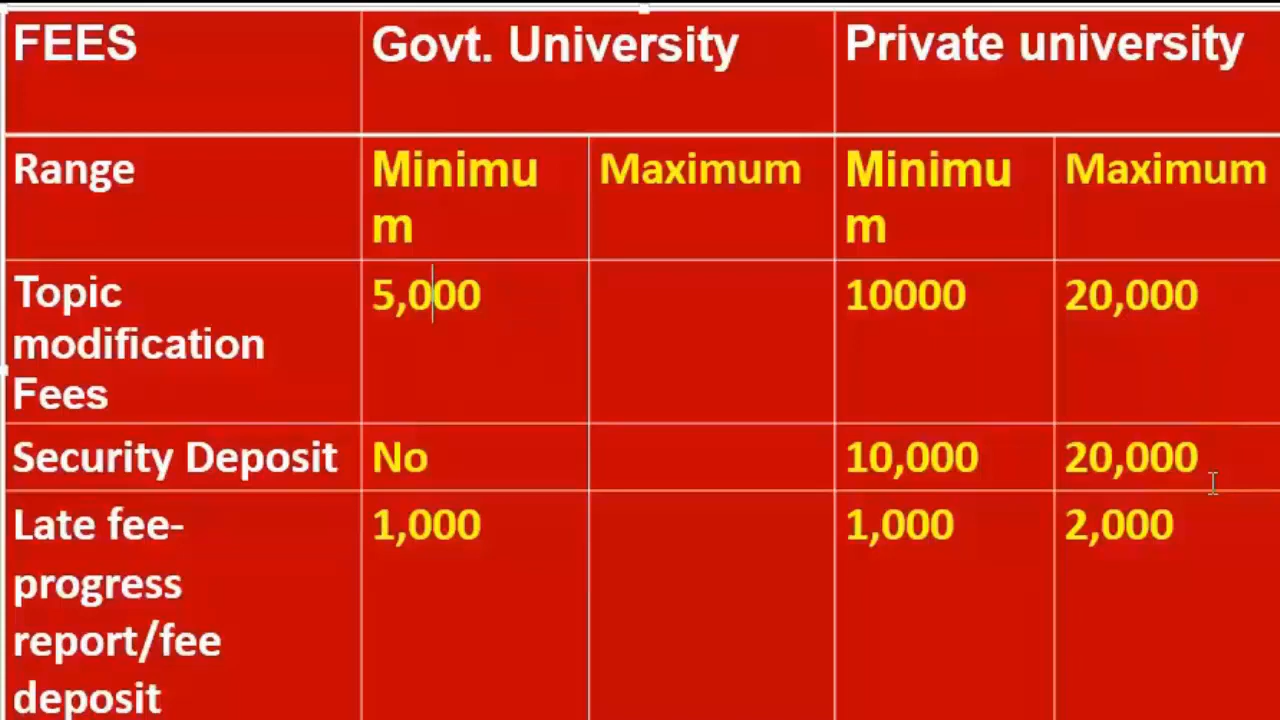 FEES Govt. University Private university
Range Minimu Maximum Minimu Maximum
m m
Topic 5,000 10000 20,000
modification
Fees
Security Deposit No 10,000 20,000
Late fee- 1,000 1,000 2,000
progress
report/fee
deposit